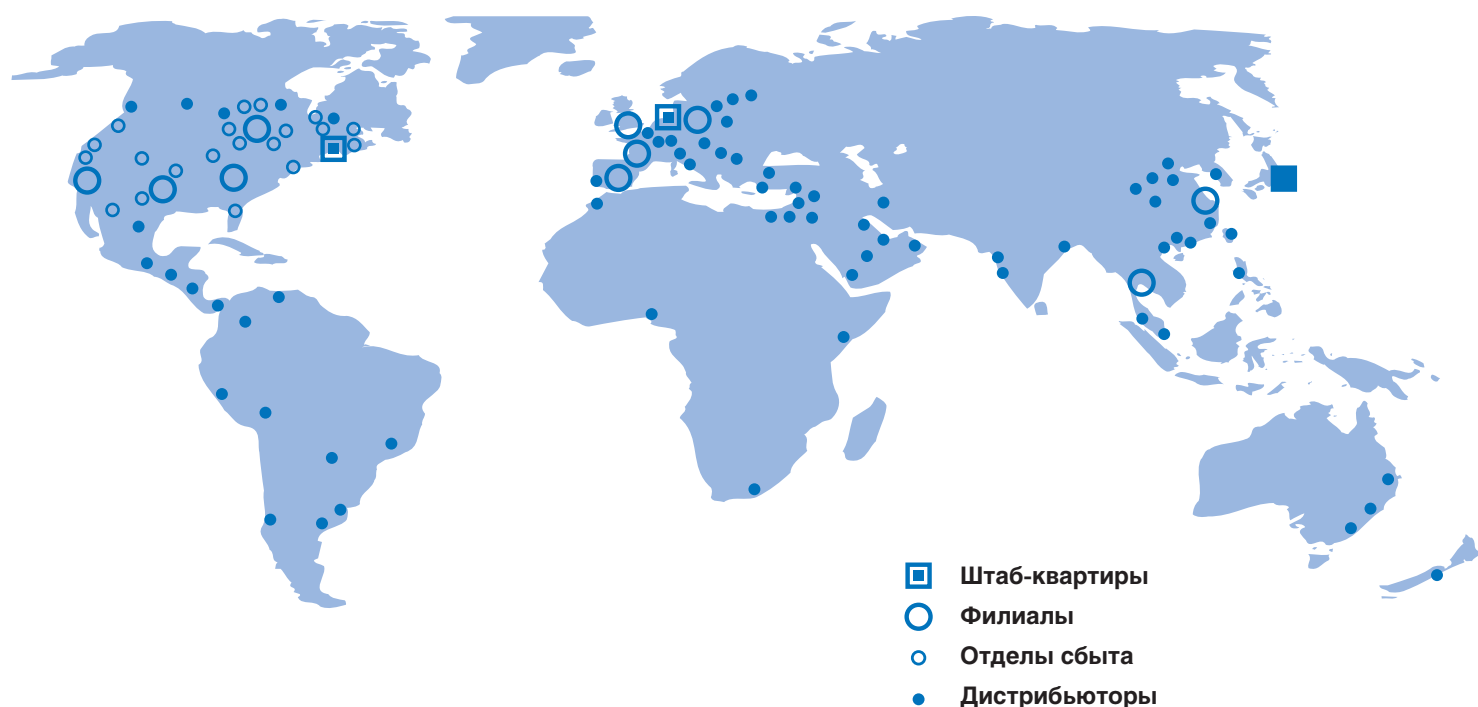 Штаб-квартиры
Филиалы
Отделы сбыта
Дистрибьюторы